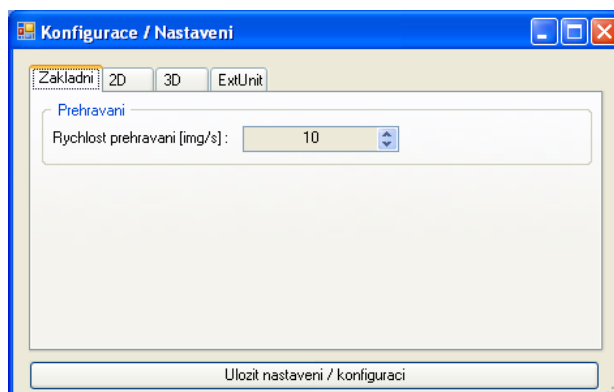 Konfigurace / Nastaveni
Zakladni 2D 3D ExtUnit
Prehravani
Rychlost prehravani [img/s] : 10
Ulozit nastaveni / konfiguraci